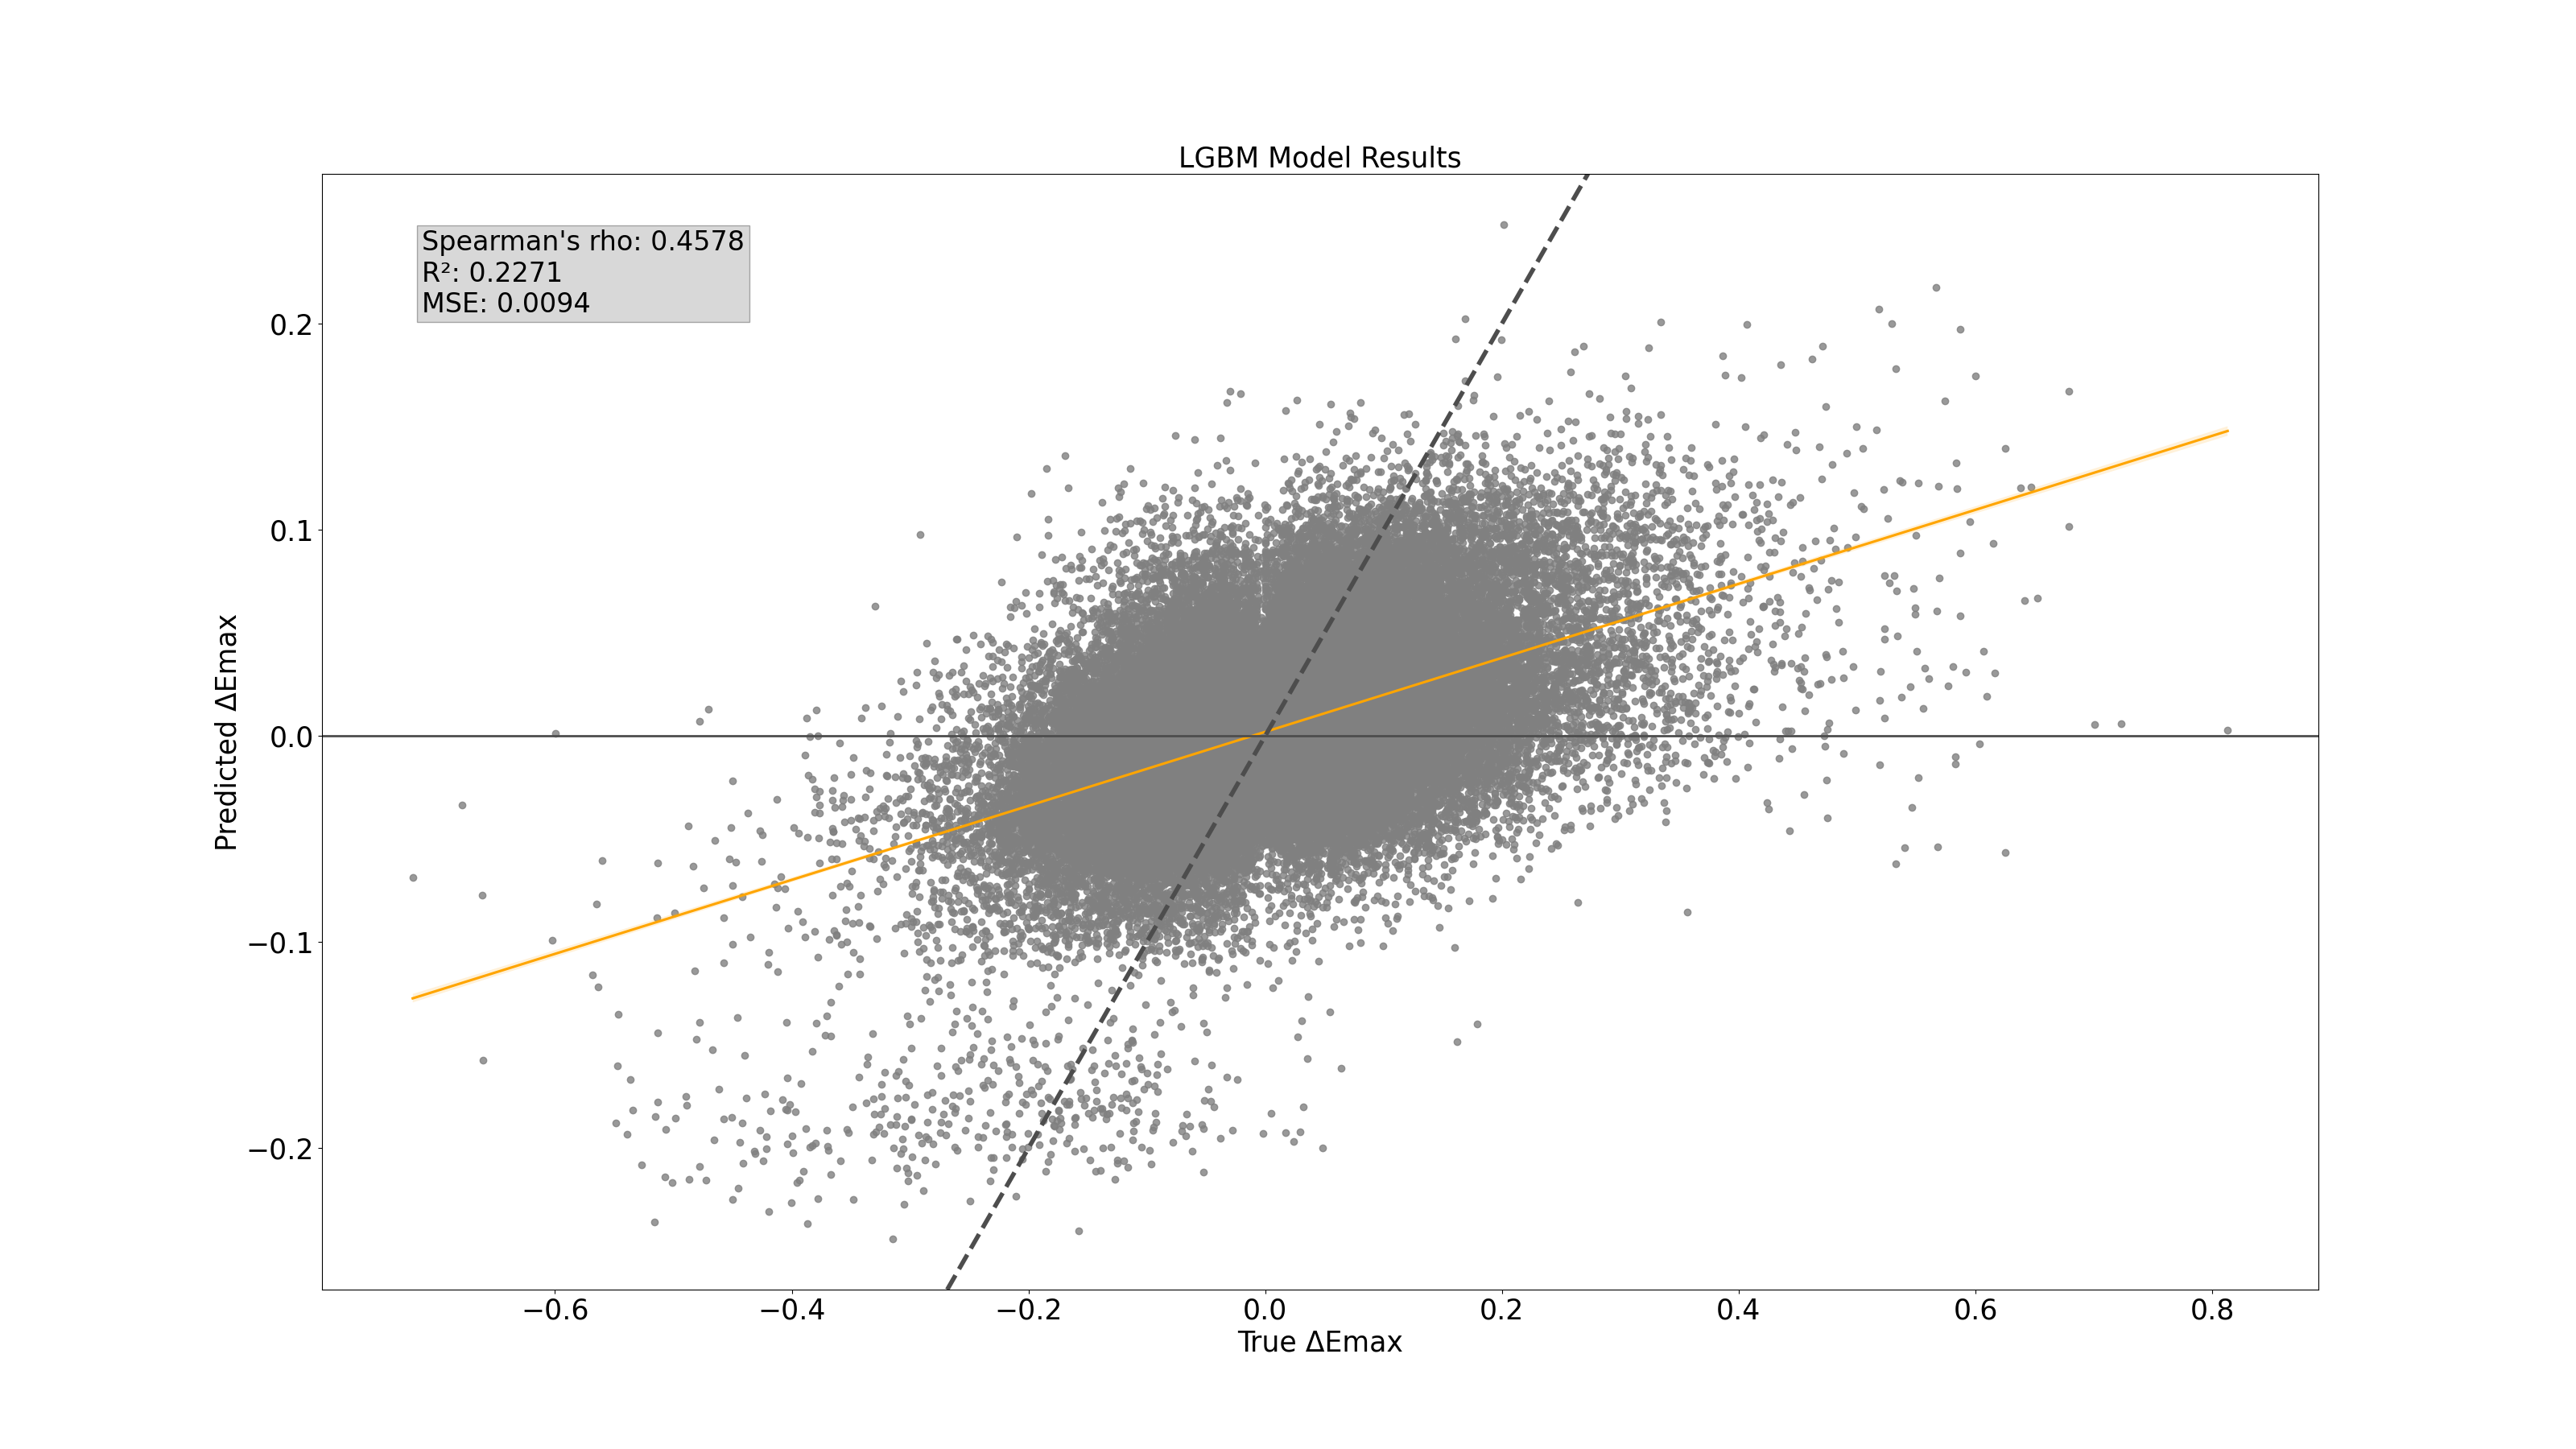 LGBM Model Results
Spearman's rho: 0.4578
R²: 0.2271
MSE: 0.0094
0.2
0.1
0.0
−0.1
−0.2
Predicted ΔEmax
−0.6
−0.4
−0.2
0.0
0.2
0.4
0.6
0.8
True ΔEmax